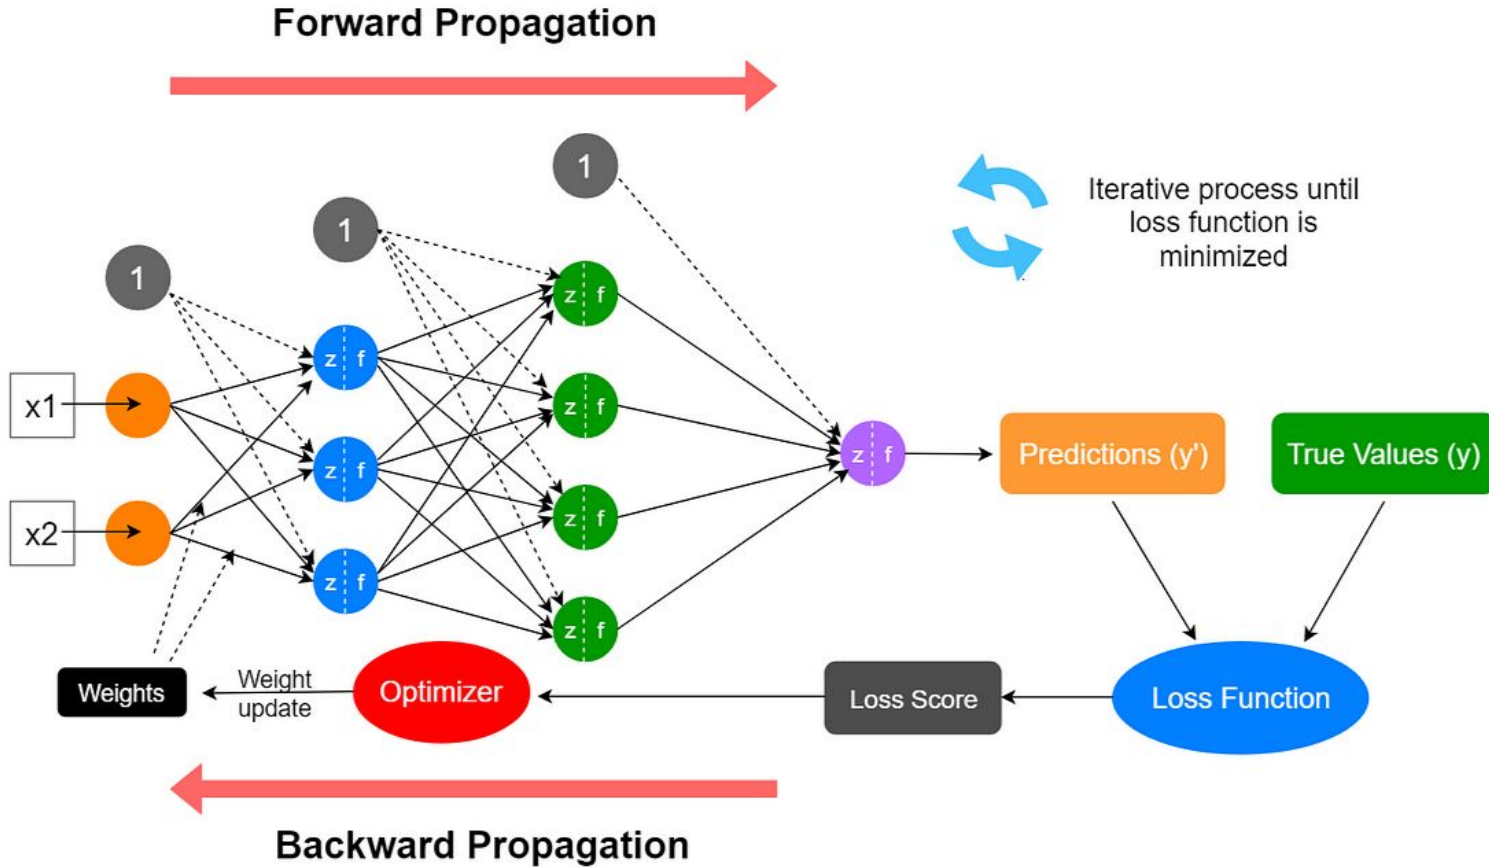 Forward Propagation
1
1
1
Iterative process until
loss function is
minimized
z f
z f
x1
z f
z f
z f
Predictions (y')
True Values (y)
x2
z f
z f
z f
Weights
Weight
update
Optimizer
Loss Score
Loss Function
Backward Propagation